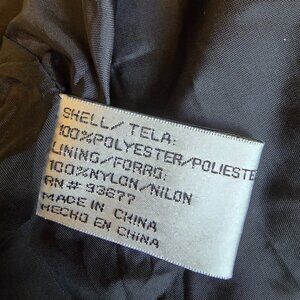 SHELL/TELA:
100%POLYESTER/POLIESTE
LINING/FORRO:
100%NYLON/NILON
RN# 93677
MADE IN CHINA
HECHO EN CHINA